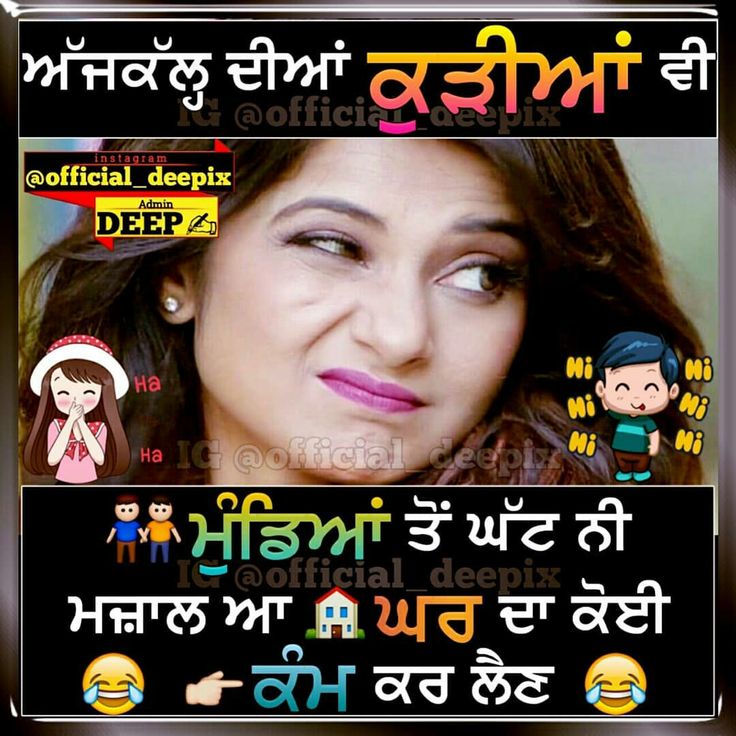 ਅੱਜਕੱਲ੍ਹ ਦੀਆਂ ਕੁੜੀਆਂ ਵੀ
IG @official_deepix
instagram
@official_deepix
Admin
DEEP
Ha
Ha
Hi Hi
Hi Hi
Hi Hi
IG @official_deepix
ਮੁੰਡਿਆਂ ਤੋਂ ਘੱਟ ਨੀ
IG @official_deepix
ਮਜ਼ਾਲ ਆ ਘਰ ਦਾ ਕੋਈ
ਕੰਮ ਕਰ ਲੈਣ